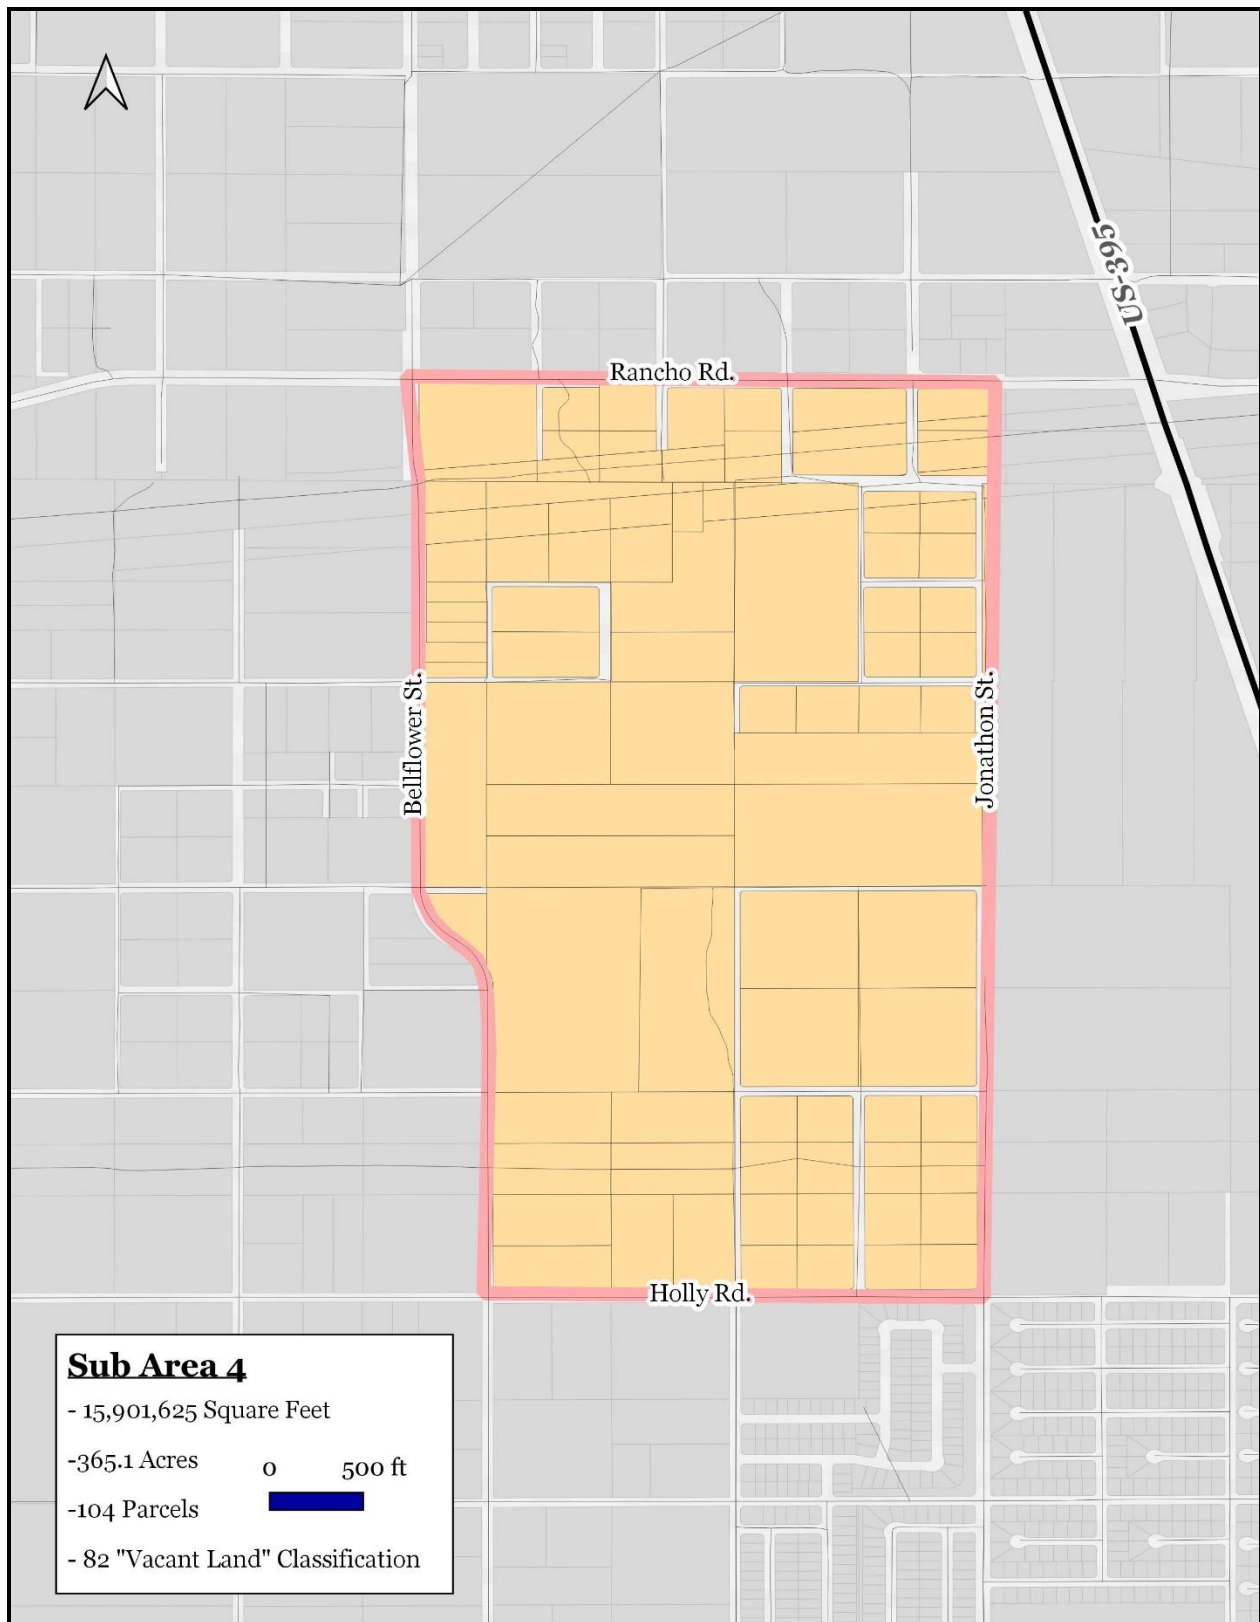 US-395
Rancho Rd.
Bellflower St.
Jonathon St.
Holly Rd.
Sub Area 4
- 15,901,625 Square Feet
-365.1 Acres
0 500 ft
-104 Parcels
- 82 "Vacant Land" Classification